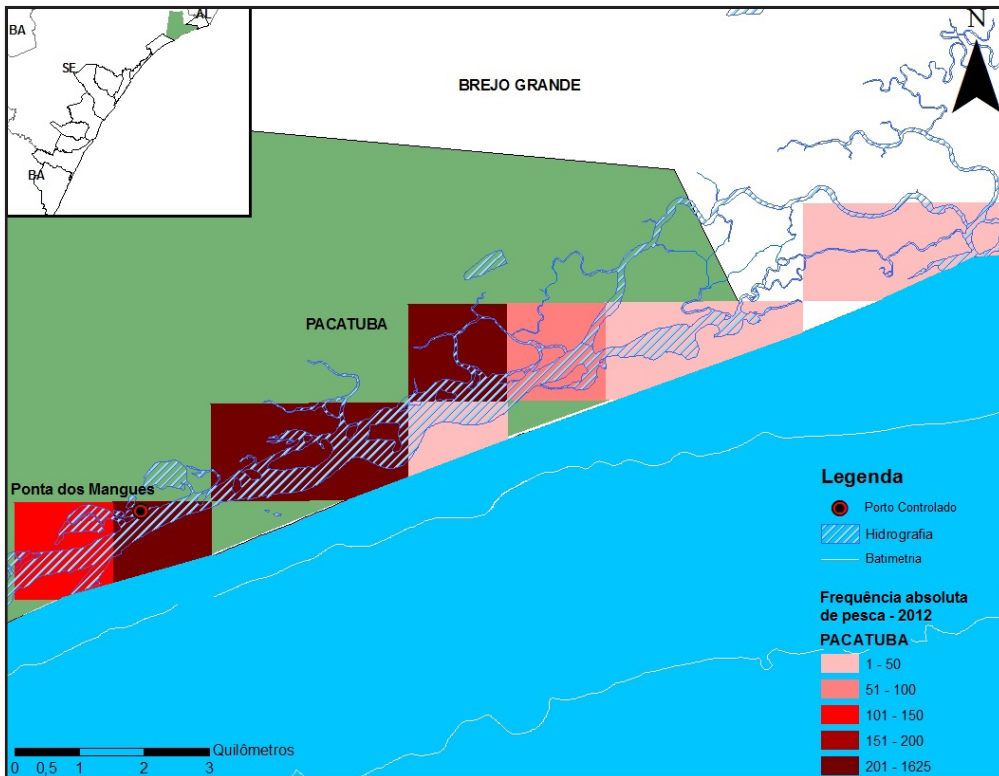 BA
AL
SE
BA
N
BREJO GRANDE
PACATUBA
Ponta dos Mangues
Legenda
Porto Controlado
Hidrografia
Batimetria
Frequência absoluta
de pesca - 2012
PACATUBA
1 - 50
51 - 100
101 - 150
151 - 200
201 - 1625
Quilômetros
0 0,5 1 2 3